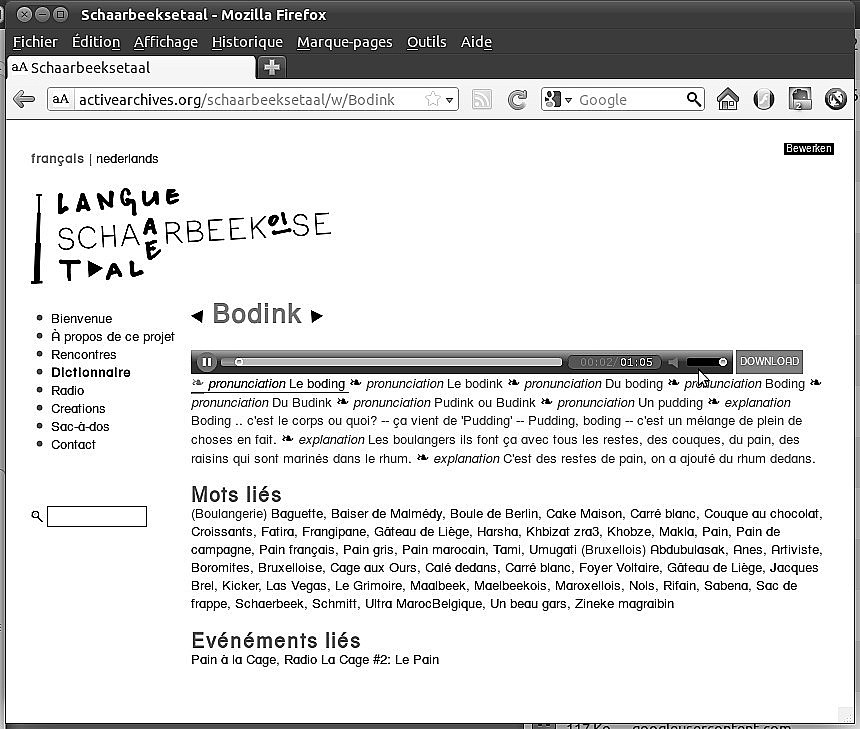 Schaarbeeksetaal - Mozilla Firefox
Fichier Édition Affichage Historique Marque-pages Outils Aide
aA Schaarbeeksetaal
aA activearchives.org/schaarbeeksetaal/w/Bodink Google 2
français | nederlands Bewerken
LANGUE
SCHAARBEEKOISE
AE
TAAL
Bienvenue
À propos de ce projet
Rencontres
Dictionnaire
Radio
Creations
Sac-à-dos
Contact
Bodink
00:02/01:05 DOWNLOAD
❧ pronunciation Le boding ❧ pronunciation Le bodink ❧ pronunciation Du boding ❧ pronunciation Boding ❧
pronunciation Du Budink ❧ pronunciation Pudink ou Budink ❧ pronunciation Un pudding ❧ explanation
Boding .. c'est le corps ou quoi? -- ça vient de 'Pudding' -- Pudding, boding -- c'est un mélange de plein de
choses en fait. ❧ explanation Les boulangers ils font ça avec tous les restes, des couques, du pain, des
raisins qui sont marinés dans le rhum. ❧ explanation C'est des restes de pain, on a ajouté du rhum dedans.
Mots liés
(Boulangerie) Baguette, Baiser de Malmédy, Boule de Berlin, Cake Maison, Carré blanc, Couque au chocolat,
Croissants, Fatira, Frangipane, Gâteau de Liège, Harsha, Khbizat zra3, Khobze, Makla, Pain, Pain de
campagne, Pain français, Pain gris, Pain marocain, Tami, Umugati (Bruxellois) Abdubulasak, Anes, Artiviste,
Boromites, Bruxelloise, Cage aux Ours, Calé dedans, Carré blanc, Foyer Voltaire, Gâteau de Liège, Jacques
Brel, Kicker, Las Vegas, Le Grimoire, Maalbeek, Maelbeekois, Maroxellois, Nols, Rifain, Sabena, Sac de
frappe, Schaerbeek, Schmitt, Ultra MarocBelgique, Un beau gars, Zineke magraibin
Evénéments liés
Pain à la Cage, Radio La Cage #2: Le Pain